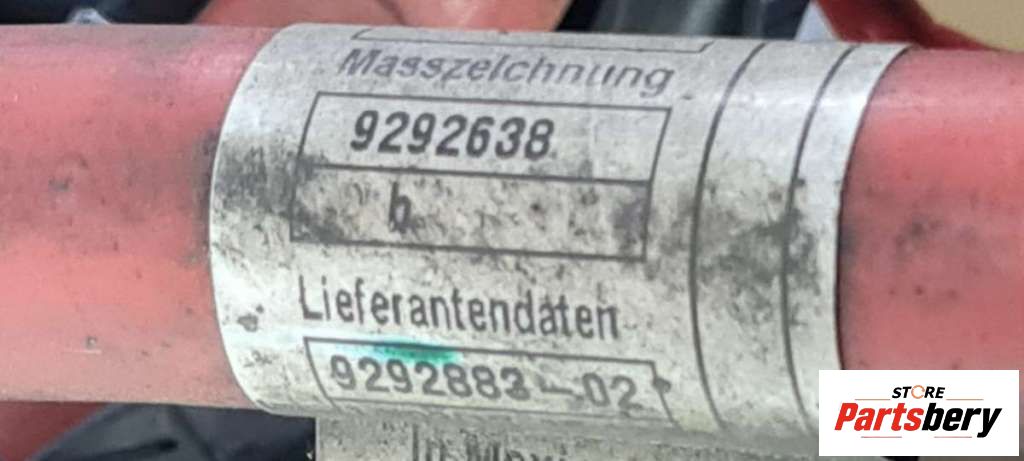 Masszeichnung
9292638
b
Lieferantendaten
9292883-02
STORE
Partsbery